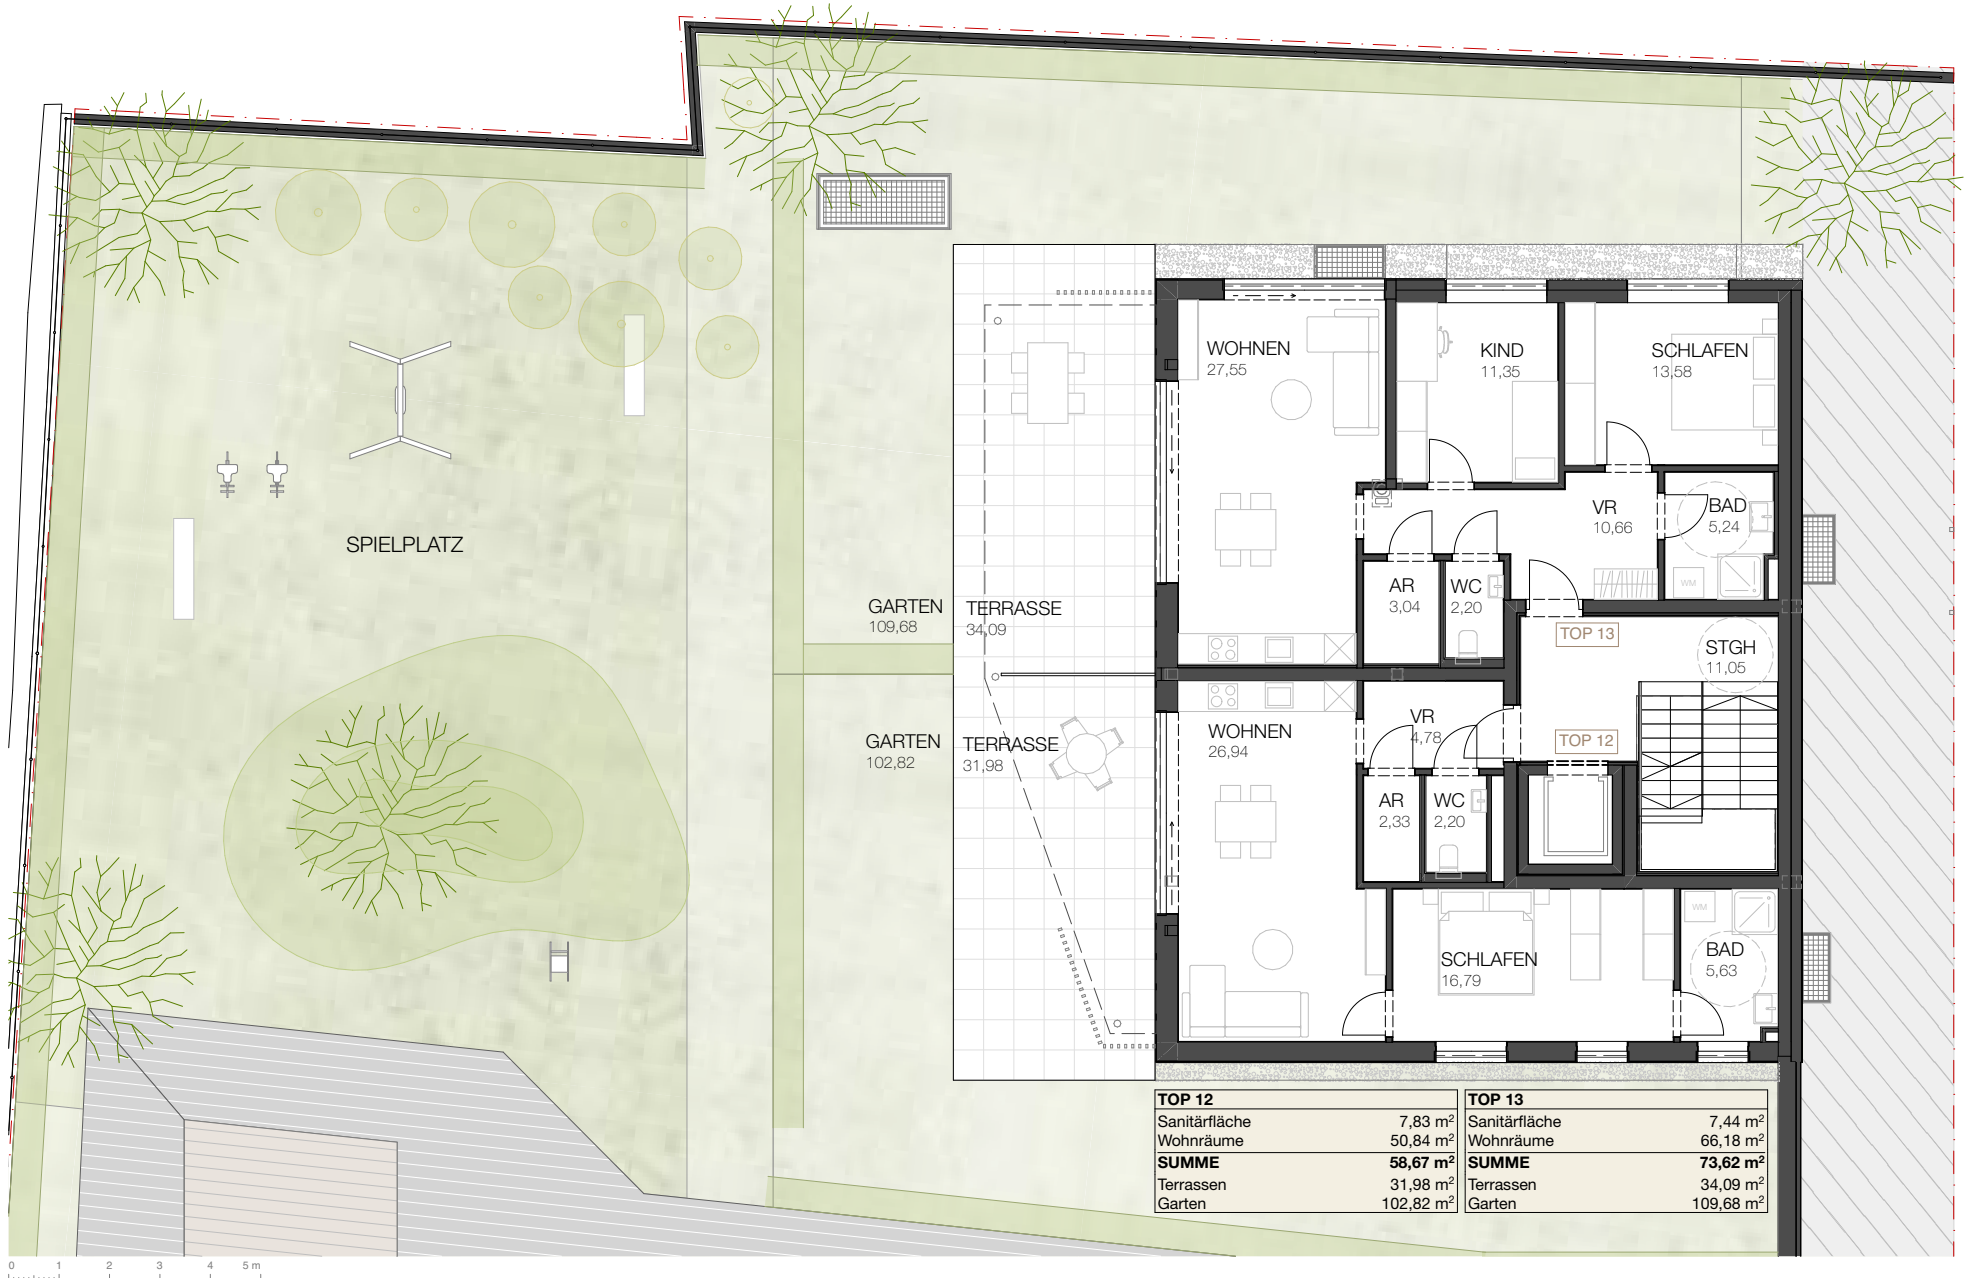 WOHNEN
27,55
KIND
11,35
SCHLAFEN
13,58
VR
10,66
BAD
5,24
WM
SPIELPLATZ
AR
3,04
WC
2,20
GARTEN
109,68
TERRASSE
34,09
TOP 13
STGH
11,05
GARTEN
102,82
TERRASSE
31,98
WOHNEN
26,94
VR
4,78
TOP 12
AR
2,33
WC
2,20
WM
SCHLAFEN
16,79
BAD
5,63
TOP 12
Sanitärfläche 7,83 m²
Wohnräume 50,84 m²
SUMME 58,67 m²
Terrassen 31,98 m²
Garten 102,82 m²
TOP 13
Sanitärfläche 7,44 m²
Wohnräume 66,18 m²
SUMME 73,62 m²
Terrassen 34,09 m²
Garten 109,68 m²
0 1 2 3 4 5 m